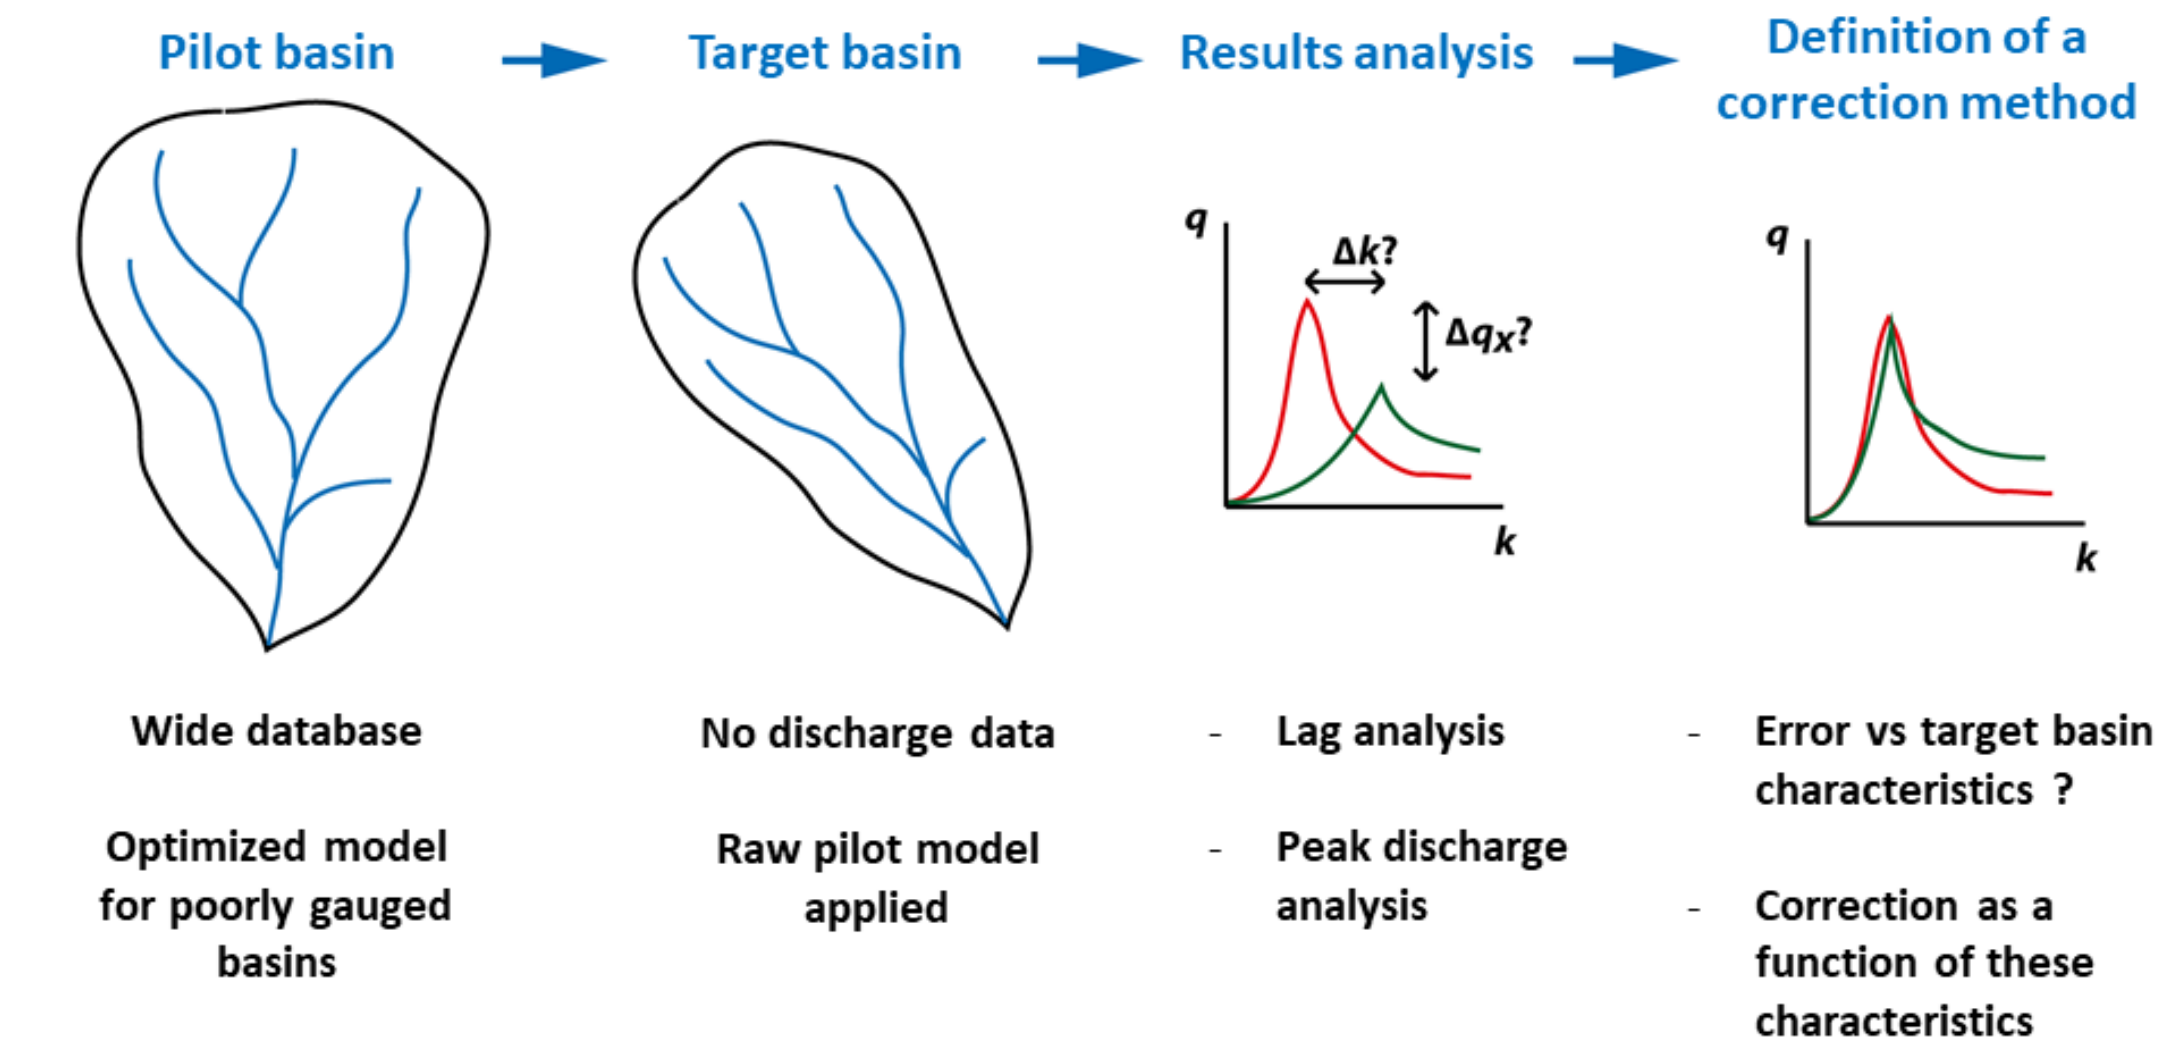 Pilot basin
Target basin
Results analysis
Definition of a
correction method
q
Δk?
Δqx?
k
q
k
Wide database
Optimized model
for poorly gauged
basins
No discharge data
Raw pilot model
applied
- Lag analysis
- Peak discharge
analysis
- Error vs target basin
characteristics ?
- Correction as a
function of these
characteristics